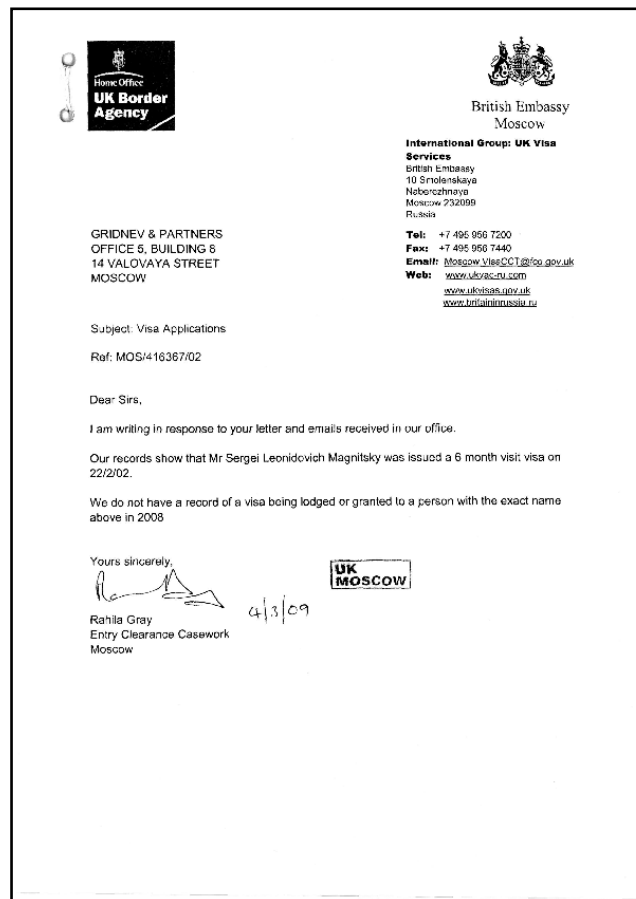 Home Office
UK Border
Agency
British Embassy
Moscow
International Group: UK Visa
Services
British Embassy
10 Smolenskaya
Naberezhnaya
Moscow 232099
Russia
Tel: +7 495 956 7200
Fax: +7 495 956 7440
Email: Moscow.VisaCCT@fco.gov.uk
Web: www.ukvac-ru.com
www.ukvisas.gov.uk
www.britaininrussia.ru
GRIDNEV & PARTNERS
OFFICE 5, BUILDING 8
14 VALOVAYA STREET
MOSCOW
Subject: Visa Applications
Ref: MOS/416367/02
Dear Sirs,
I am writing in response to your letter and emails received in our office.
Our records show that Mr Sergei Leonidovich Magnitsky was issued a 6 month visit visa on
22/2/02.
We do not have a record of a visa being lodged or granted to a person with the exact name
above in 2008
Yours sincerely,
UK
MOSCOW
4/3/09
Rahila Gray
Entry Clearance Casework
Moscow